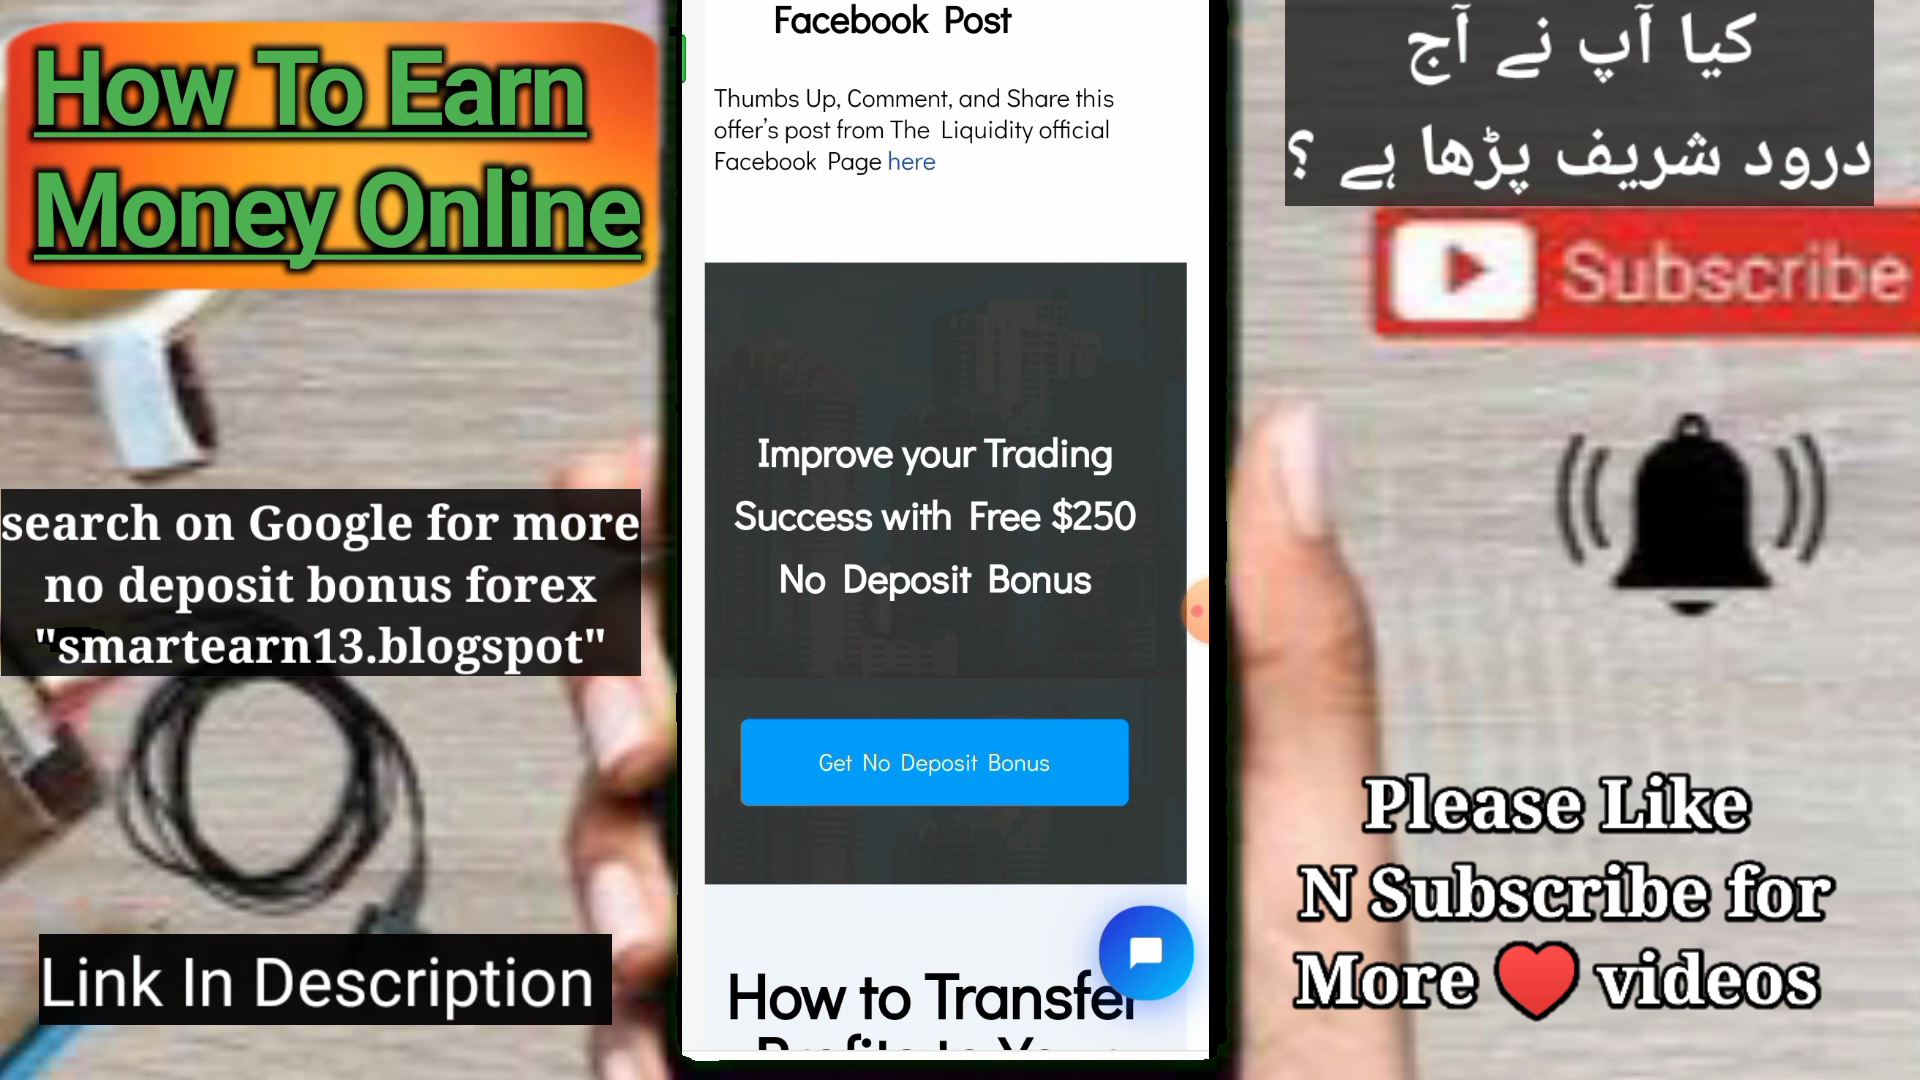 How To Earn
Money Online
search on Google for more
no deposit bonus forex
"smartearn13.blogspot"
Link In Description
Facebook Post
Thumbs Up, Comment, and Share this
offer's post from The Liquidity official
Facebook Page here
Improve your Trading
Success with Free $250
No Deposit Bonus
Get No Deposit Bonus
How to Transfer
Profits to Your
کیا آپ نے آج
درود شریف پڑھا ہے ؟
Subscribe
Please Like
N Subscribe for
More ❤️ videos